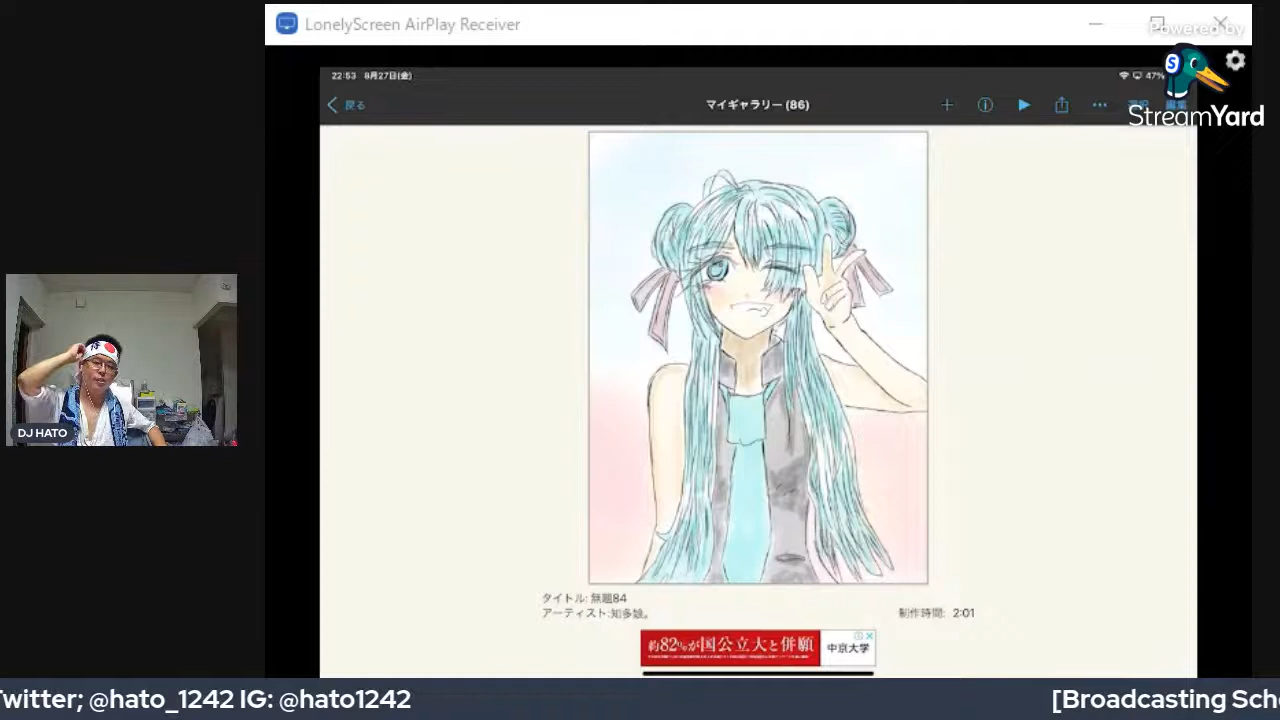 LonelyScreen AirPlay Receiver
Powered by
StreamYard
22:53 8月27日(金)
47%
戻る
マイギャラリー (86)
編集
DJ HATO
タイトル: 無題84
アーティスト:知多娘。
制作時間: 2:01
約82%が国公立大と併願
中京大学
Twitter; @hato_1242 IG: @hato1242
[Broadcasting Sche